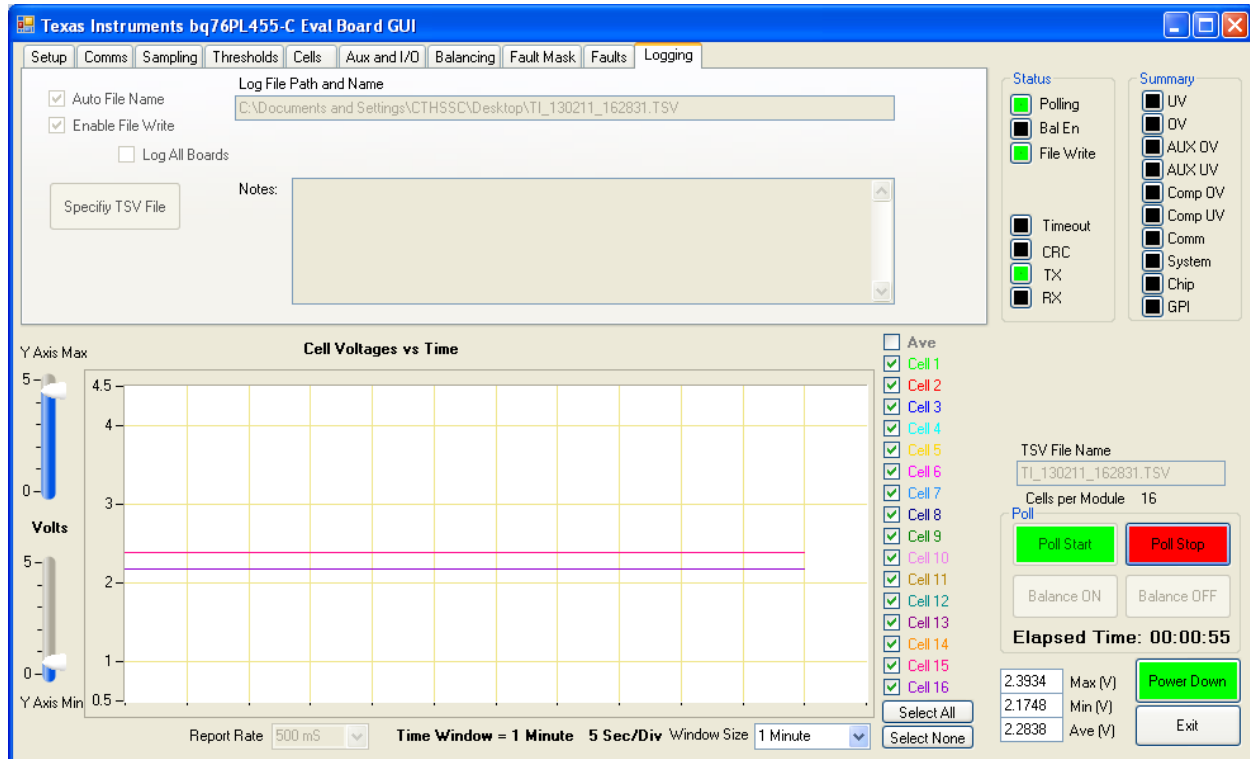 Texas Instruments bq76PL455-C Eval Board GUI
Setup Comms Sampling Thresholds Cells Aux and I/O Balancing Fault Mask Faults Logging
Auto File Name
Enable File Write
Log All Boards
Specifiy TSV File
Log File Path and Name
C:\Documents and Settings\CTHSSC\Desktop\TI_130211_162831.TSV
Notes:
Status
Polling
Bal En
File Write
Timeout
CRC
TX
RX
Summary
UV
OV
AUX OV
AUX UV
Comp OV
Comp UV
Comm
System
Chip
GPI
Y Axis Max
5
0
Volts
5
0
Y Axis Min
Cell Voltages vs Time
4.5
4
3
2
1
0.5
Ave
Cell 1
Cell 2
Cell 3
Cell 4
Cell 5
Cell 6
Cell 7
Cell 8
Cell 9
Cell 10
Cell 11
Cell 12
Cell 13
Cell 14
Cell 15
Cell 16
Select All
Select None
Report Rate 500 mS
Time Window = 1 Minute 5 Sec/Div Window Size 1 Minute
TSV File Name
TI_130211_162831.TSV
Cells per Module 16
Poll
Poll Start Poll Stop
Balance ON Balance OFF
Elapsed Time: 00:00:55
2.3934 Max (V)
2.1748 Min (V)
2.2838 Ave (V)
Power Down
Exit